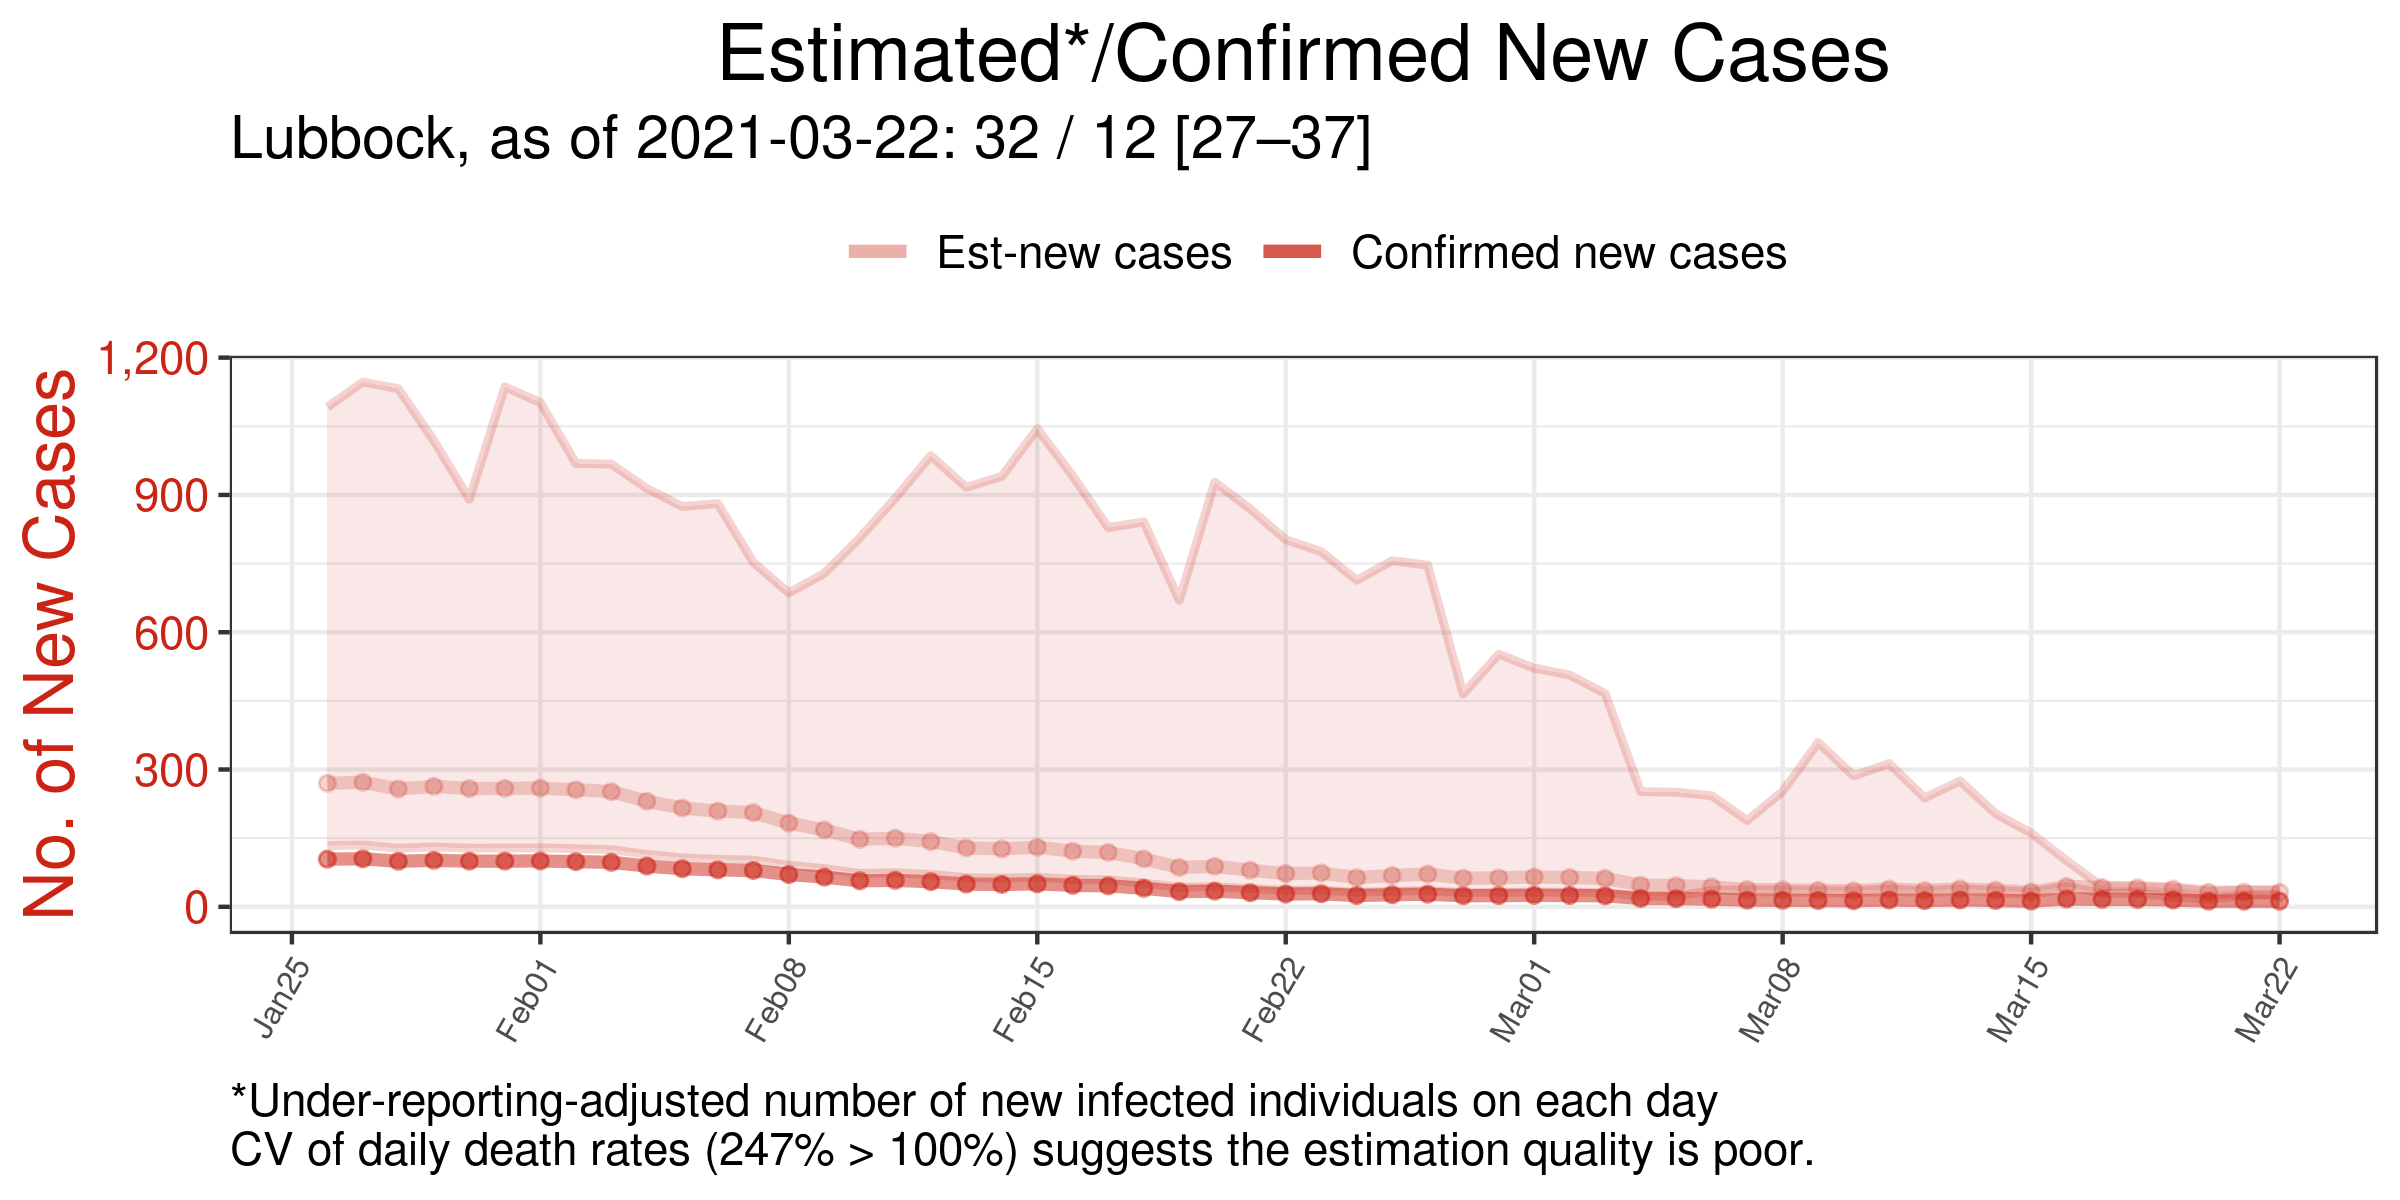 Estimated*/Confirmed New Cases
Lubbock, as of 2021-03-22: 32 / 12 [27–37]
Est-new cases Confirmed new cases
No. of New Cases
1,200
900
600
300
0
Jan25 Feb01 Feb08 Feb15 Feb22 Mar01 Mar08 Mar15 Mar22
*Under-reporting-adjusted number of new infected individuals on each day
CV of daily death rates (247% > 100%) suggests the estimation quality is poor.